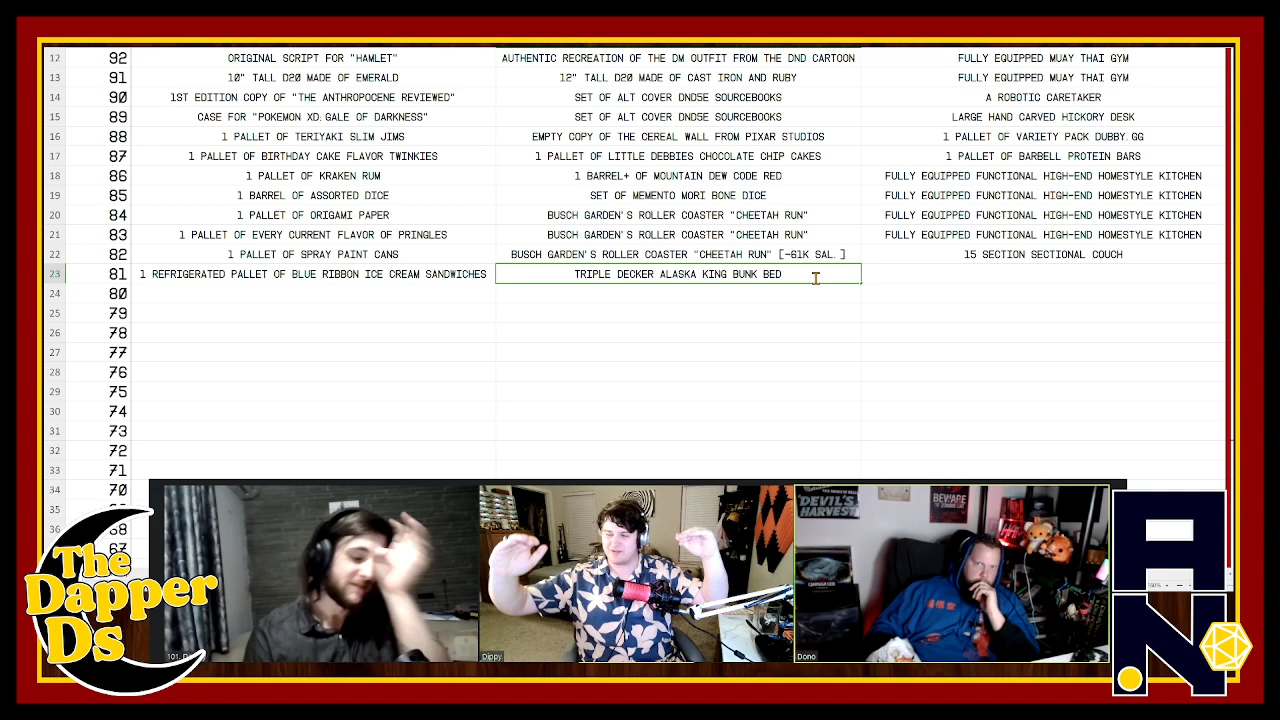 12 92 ORIGINAL SCRIPT FOR "HAMLET" AUTHENTIC RECREATION OF THE DM OUTFIT FROM THE DND CARTOON FULLY EQUIPPED MUAY THAI GYM
13 91 10" TALL D20 MADE OF EMERALD 12" TALL D20 MADE OF CAST IRON AND RUBY FULLY EQUIPPED MUAY THAI GYM
14 90 1ST EDITION COPY OF "THE ANTHROPOCENE REVIEWED" SET OF ALT COVER DND5E SOURCEBOOKS A ROBOTIC CARETAKER
15 89 CASE FOR "POKEMON XD:GALE OF DARKNESS" SET OF ALT COVER DND5E SOURCEBOOKS LARGE HAND CARVED HICKORY DESK
16 88 1 PALLET OF TERIYAKI SLIM JIMS EMPTY COPY OF THE CEREAL WALL FROM PIXAR STUDIOS 1 PALLET OF VARIETY PACK DUBBY.GG
17 87 1 PALLET OF BIRTHDAY CAKE FLAVOR TWINKIES 1 PALLET OF LITTLE DEBBIES CHOCOLATE CHIP CAKES 1 PALLET OF BARBELL PROTEIN BARS
18 86 1 PALLET OF KRAKEN RUM 1 BARREL+ OF MOUNTAIN DEW CODE RED FULLY EQUIPPED FUNCTIONAL HIGH-END HOMESTYLE KITCHEN
19 85 1 BARREL OF ASSORTED DICE SET OF MEMENTO MORI BONE DICE FULLY EQUIPPED FUNCTIONAL HIGH-END HOMESTYLE KITCHEN
20 84 1 PALLET OF ORIGAMI PAPER BUSCH GARDEN'S ROLLER COASTER "CHEETAH RUN" FULLY EQUIPPED FUNCTIONAL HIGH-END HOMESTYLE KITCHEN
21 83 1 PALLET OF EVERY CURRENT FLAVOR OF PRINGLES BUSCH GARDEN'S ROLLER COASTER "CHEETAH RUN" FULLY EQUIPPED FUNCTIONAL HIGH-END HOMESTYLE KITCHEN
22 82 1 PALLET OF SPRAY PAINT CANS BUSCH GARDEN'S ROLLER COASTER "CHEETAH RUN" [-61K SAL.] 15 SECTION SECTIONAL COUCH
23 81 1 REFRIGERATED PALLET OF BLUE RIBBON ICE CREAM SANDWICHES TRIPLE DECKER ALASKA KING BUNK BED
24 80
25 79
26 78
27 77
28 76
29 75
30 74
31 73
32 72
33 71
34 70
35
36 68
67
DEVIL'S HARVEST
BEWARE
The Dapper Ds
Dippy
Dono
160%
A
N